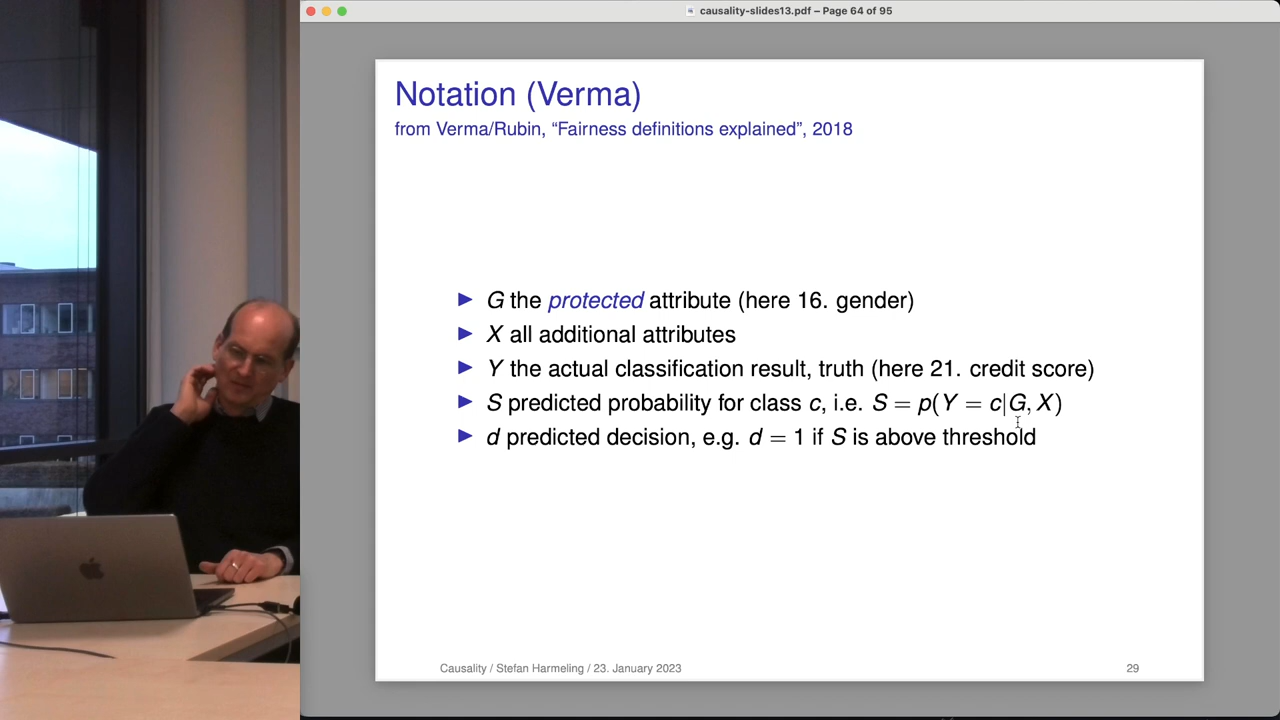 causality-slides13.pdf – Page 64 of 95
Notation (Verma)
from Verma/Rubin, “Fairness definitions explained”, 2018
▶ G the protected attribute (here 16. gender)
▶ X all additional attributes
▶ Y the actual classification result, truth (here 21. credit score)
▶ S predicted probability for class c, i.e. S = p(Y = c|G, X)
▶ d predicted decision, e.g. d = 1 if S is above threshold
Causality / Stefan Harmeling / 23. January 2023
29